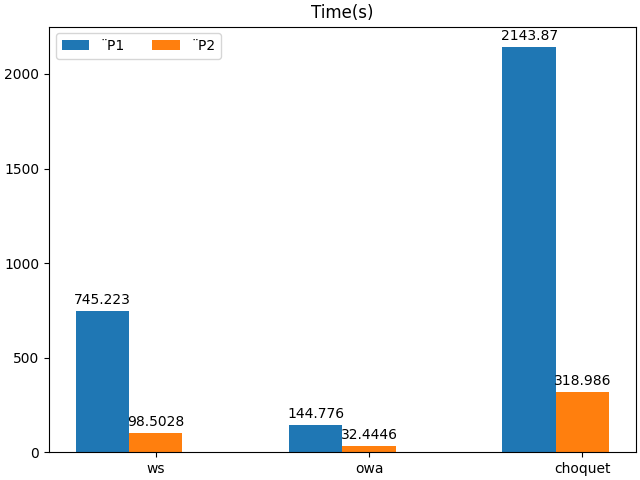 Time(s)
¨P1
¨P2
2143.87
2000
1500
1000
745.223
500
318.986
144.776
98.5028
32.4446
0
ws
owa
choquet